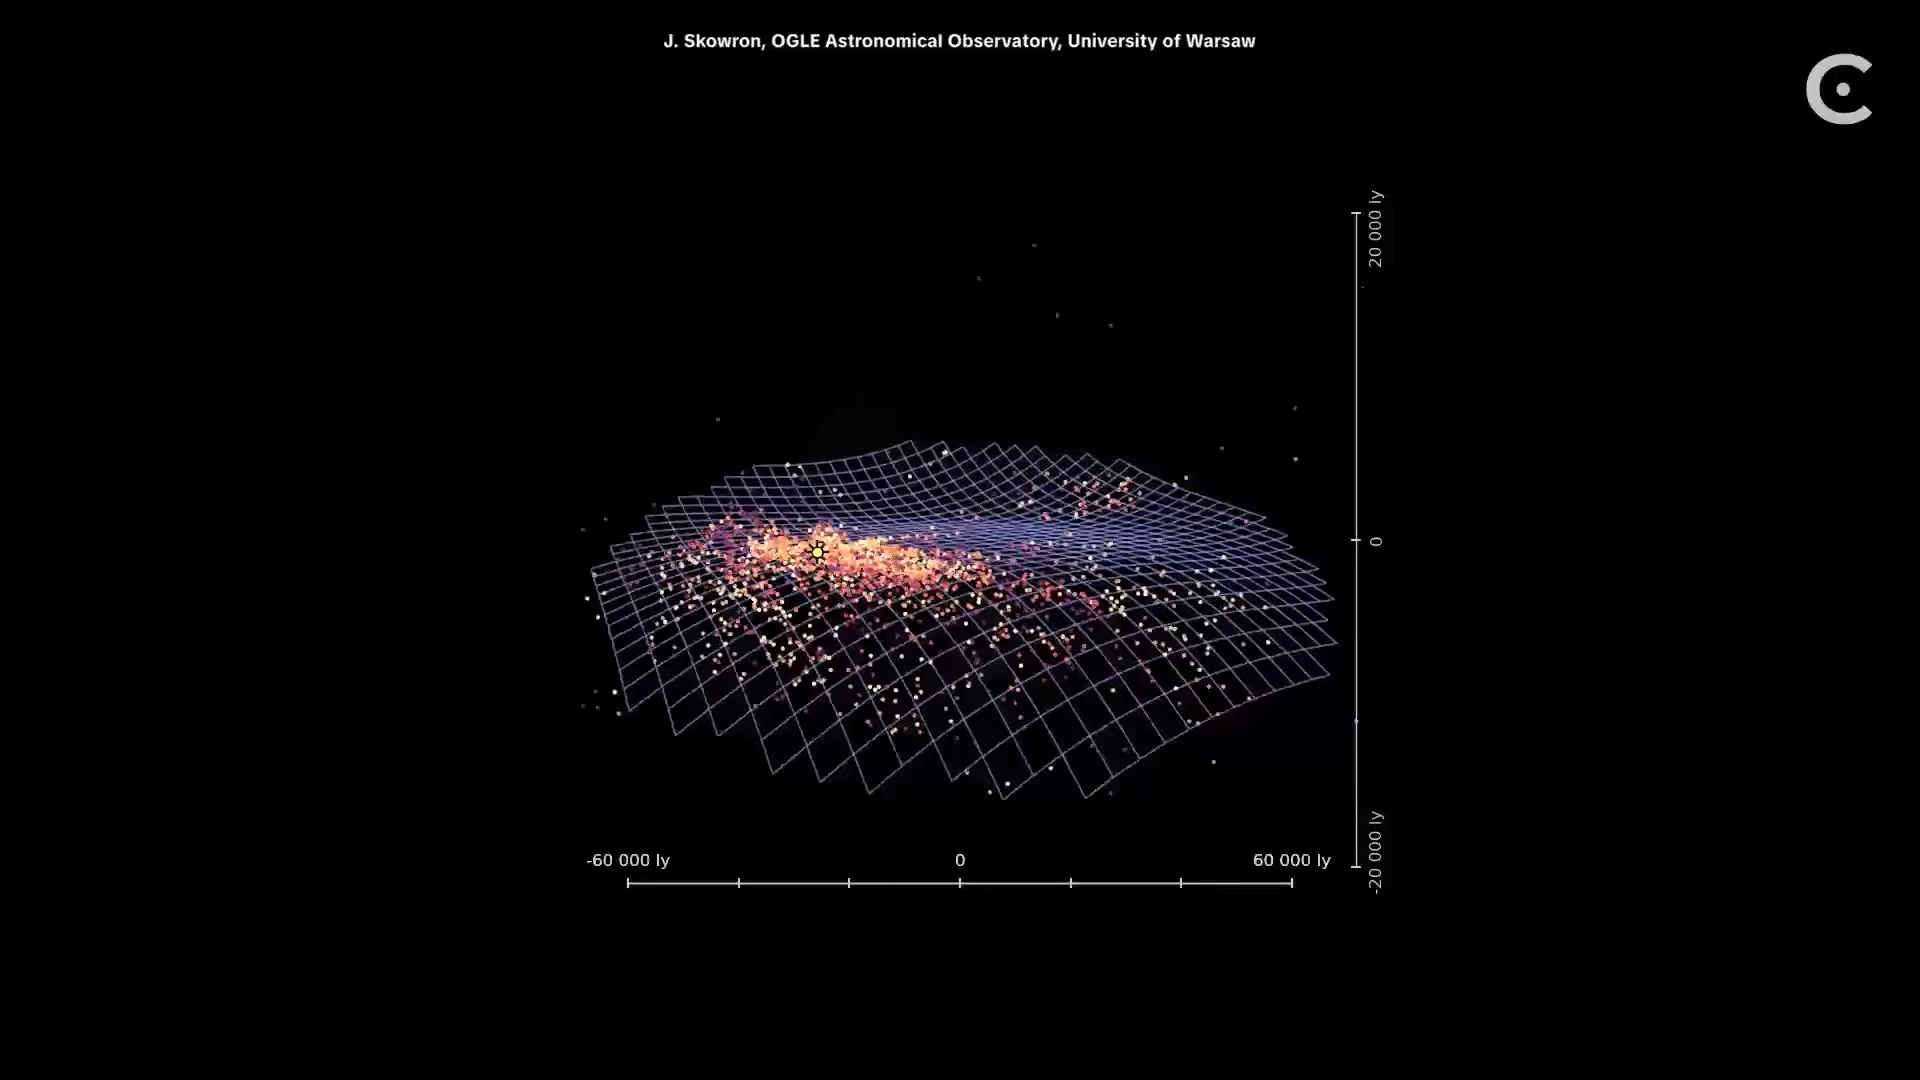 J. Skowron, OGLE Astronomical Observatory, University of Warsaw
20 000 ly
0
-20 000 ly
-60 000 ly 0 60 000 ly